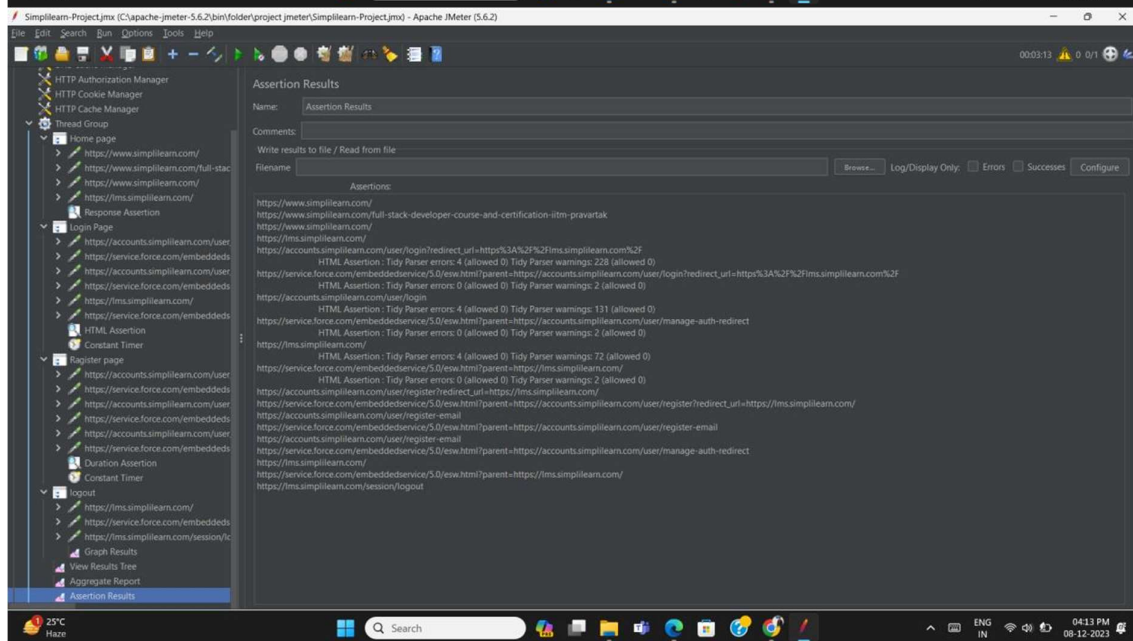 Simplilearn-Project.jmx (C:\apache-jmeter-5.6.2\bin\folder\project jmeter\Simplilearn-Project.jmx) - Apache JMeter (5.6.2)
File Edit Search Run Options Tools Help
00:03:13 0 0/1
HTTP Authorization Manager
HTTP Cookie Manager
HTTP Cache Manager
Thread Group
Home page
https://www.simplilearn.com/
https://www.simplilearn.com/full-stac
https://www.simplilearn.com/
https://lms.simplilearn.com/
Response Assertion
Login Page
https://accounts.simplilearn.com/user
https://service.force.com/embeddeds
https://accounts.simplilearn.com/user
https://service.force.com/embeddeds
https://lms.simplilearn.com/
https://service.force.com/embeddeds
HTML Assertion
Constant Timer
Ragister page
https://accounts.simplilearn.com/user
https://service.force.com/embeddeds
https://accounts.simplilearn.com/user
https://service.force.com/embeddeds
https://accounts.simplilearn.com/user
https://service.force.com/embeddeds
Duration Assertion
Constant Timer
logout
https://lms.simplilearn.com/
https://service.force.com/embeddeds
https://lms.simplilearn.com/session/lc
Graph Results
View Results Tree
Aggregate Report
Assertion Results
Assertion Results
Name: Assertion Results
Comments:
Write results to file / Read from file
Filename Browse... Log/Display Only: Errors Successes Configure
Assertions:
https://www.simplilearn.com/
https://www.simplilearn.com/full-stack-developer-course-and-certification-iitm-pravartak
https://www.simplilearn.com/
https://lms.simplilearn.com/
https://accounts.simplilearn.com/user/login?redirect_url=https%3A%2F%2Flms.simplilearn.com%2F
HTML Assertion : Tidy Parser errors: 4 (allowed 0) Tidy Parser warnings: 228 (allowed 0)
https://service.force.com/embeddedservice/5.0/esw.html?parent=https://accounts.simplilearn.com/user/login?redirect_url=https%3A%2F%2Flms.simplilearn.com%2F
HTML Assertion : Tidy Parser errors: 0 (allowed 0) Tidy Parser warnings: 2 (allowed 0)
https://accounts.simplilearn.com/user/login
HTML Assertion : Tidy Parser errors: 4 (allowed 0) Tidy Parser warnings: 131 (allowed 0)
https://service.force.com/embeddedservice/5.0/esw.html?parent=https://accounts.simplilearn.com/user/manage-auth-redirect
HTML Assertion : Tidy Parser errors: 0 (allowed 0) Tidy Parser warnings: 2 (allowed 0)
https://lms.simplilearn.com/
HTML Assertion : Tidy Parser errors: 4 (allowed 0) Tidy Parser warnings: 72 (allowed 0)
https://service.force.com/embeddedservice/5.0/esw.html?parent=https://lms.simplilearn.com/
HTML Assertion : Tidy Parser errors: 0 (allowed 0) Tidy Parser warnings: 2 (allowed 0)
https://accounts.simplilearn.com/user/register?redirect_url=https://lms.simplilearn.com/
https://service.force.com/embeddedservice/5.0/esw.html?parent=https://accounts.simplilearn.com/user/register?redirect_url=https://lms.simplilearn.com/
https://accounts.simplilearn.com/user/register-email
https://service.force.com/embeddedservice/5.0/esw.html?parent=https://accounts.simplilearn.com/user/register-email
https://accounts.simplilearn.com/user/register-email
https://service.force.com/embeddedservice/5.0/esw.html?parent=https://accounts.simplilearn.com/user/manage-auth-redirect
https://lms.simplilearn.com/
https://service.force.com/embeddedservice/5.0/esw.html?parent=https://lms.simplilearn.com/
https://lms.simplilearn.com/session/logout
1 25°C
Haze
Search
ENG
IN
04:13 PM
08-12-2023